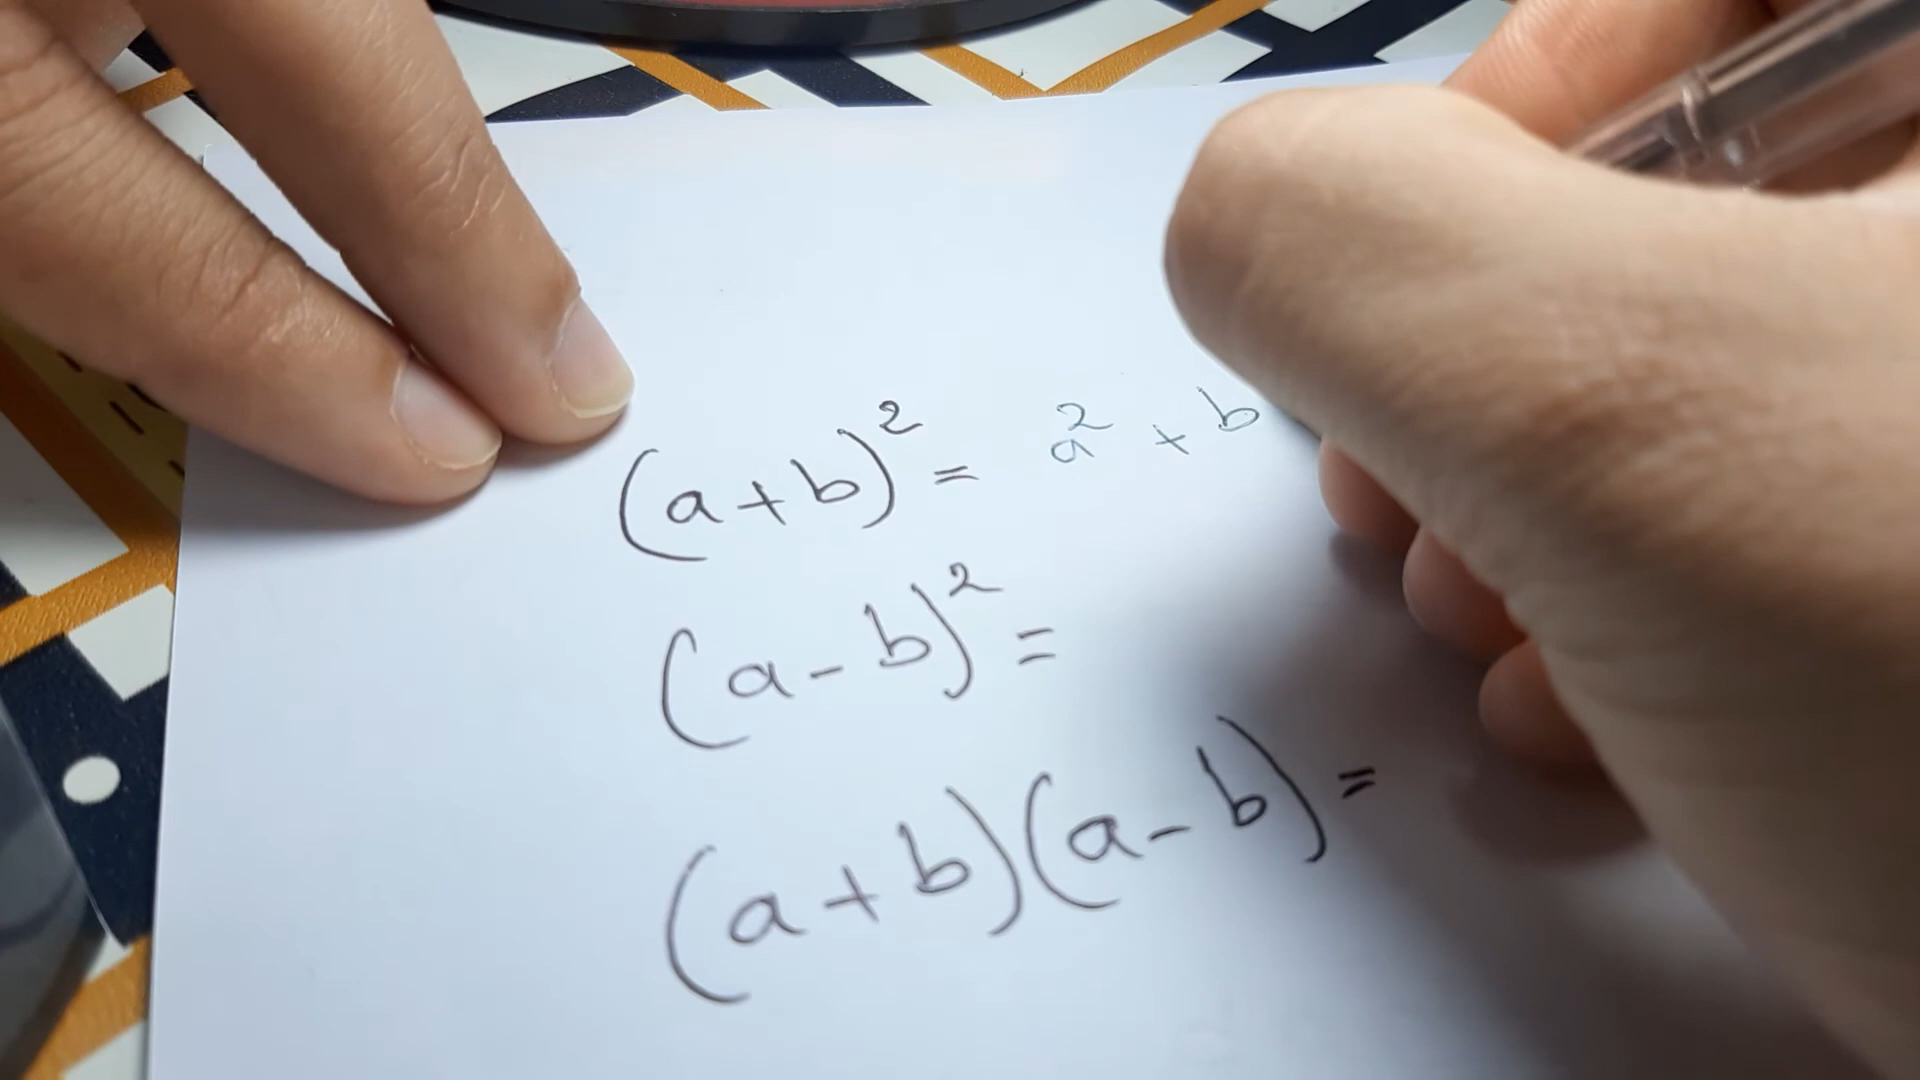 (a+b)² = a² + b
(a-b)² =
(a+b)(a-b) =